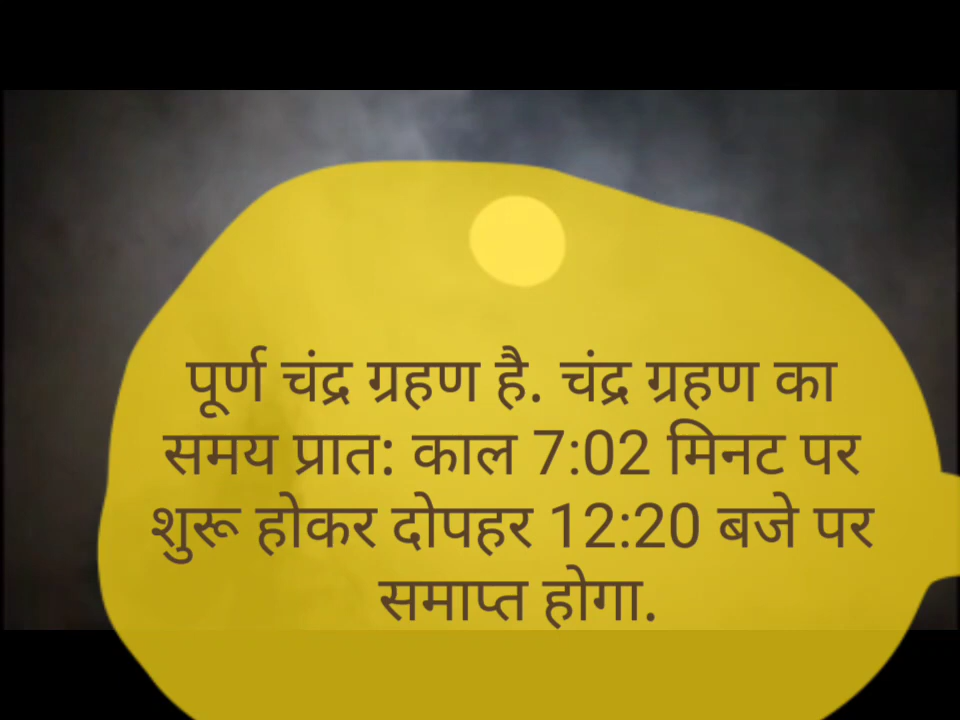 पूर्ण चंद्र ग्रहण है. चंद्र ग्रहण का
समय प्रात: काल 7:02 मिनट पर
शुरू होकर दोपहर 12:20 बजे पर
समाप्त होगा.